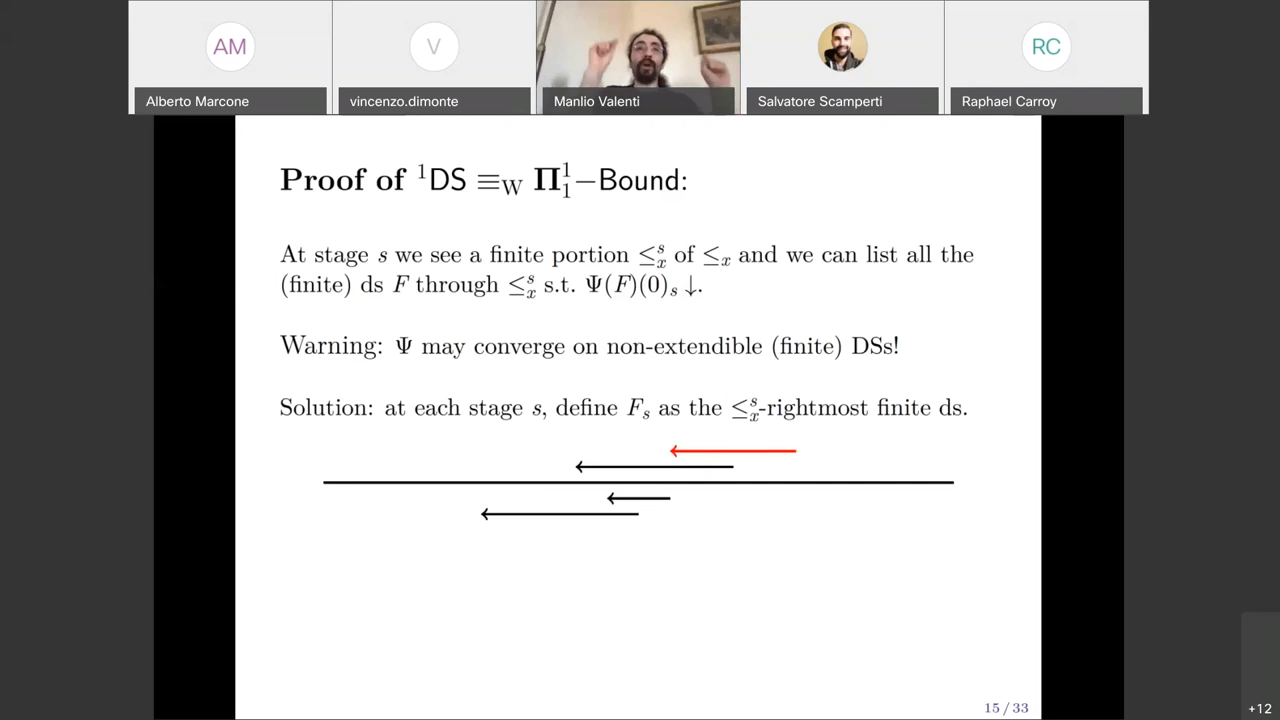 AM
V
RC
Alberto Marcone
vincenzo.dimonte
Manlio Valenti
Salvatore Scamperti
Raphael Carroy
Proof of ¹DS ≡_W Π¹₁−Bound:
At stage s we see a finite portion ≤ˢₓ of ≤ₓ and we can list all the
(finite) ds F through ≤ˢₓ s.t. Ψ(F)(0)ₛ ↓.
Warning: Ψ may converge on non-extendible (finite) DSs!
Solution: at each stage s, define Fₛ as the ≤ˢₓ-rightmost finite ds.
15 / 33
+12